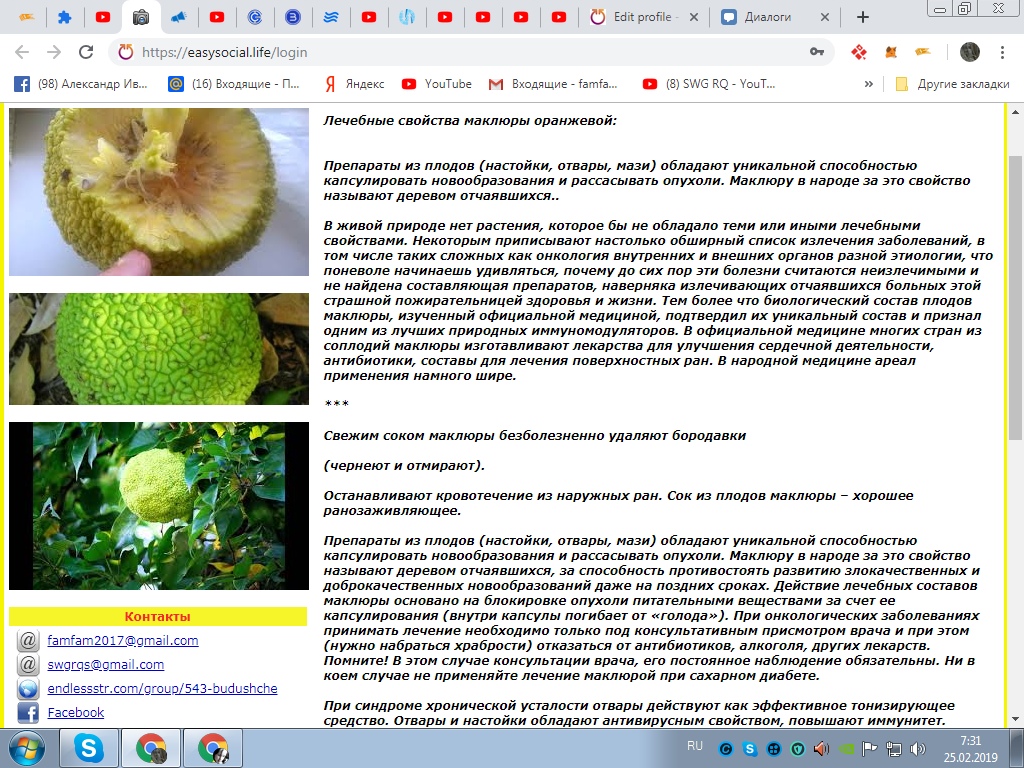 Edit profile -
Диалоги
https://easysocial.life/login
(98) Александр Ив...
(16) Входящие - П...
Яндекс
YouTube
Входящие - famfa...
(8) SWG RQ - YouT...
»
Другие закладки
Лечебные свойства маклюры оранжевой:
Препараты из плодов (настойки, отвары, мази) обладают уникальной способностью
капсулировать новообразования и рассасывать опухоли. Маклюру в народе за это свойство
называют деревом отчаявшихся..
В живой природе нет растения, которое бы не обладало теми или иными лечебными
свойствами. Некоторым приписывают настолько обширный список излечения заболеваний, в
том числе таких сложных как онкология внутренних и внешних органов разной этиологии, что
поневоле начинаешь удивляться, почему до сих пор эти болезни считаются неизлечимыми и
не найдена составляющая препаратов, наверняка излечивающих отчаявшихся больных этой
страшной пожирательницей здоровья и жизни. Тем более что биологический состав плодов
маклюры, изученный официальной медициной, подтвердил их уникальный состав и признал
одним из лучших природных иммуномодуляторов. В официальной медицине многих стран из
соплодий маклюры изготавливают лекарства для улучшения сердечной деятельности,
антибиотики, составы для лечения поверхностных ран. В народной медицине ареал
применения намного шире.
***
Свежим соком маклюры безболезненно удаляют бородавки
(чернеют и отмирают).
Останавливают кровотечение из наружных ран. Сок из плодов маклюры – хорошее
ранозаживляющее.
Препараты из плодов (настойки, отвары, мази) обладают уникальной способностью
капсулировать новообразования и рассасывать опухоли. Маклюру в народе за это свойство
называют деревом отчаявшихся, за способность противостоять развитию злокачественных и
доброкачественных новообразований даже на поздних сроках. Действие лечебных составов
маклюры основано на блокировке опухоли питательными веществами за счет ее
капсулирования (внутри капсулы погибает от «голода»). При онкологических заболеваниях
принимать лечение необходимо только под консультативным присмотром врача и при этом
(нужно набраться храбрости) отказаться от антибиотиков, алкоголя, других лекарств.
Помните! В этом случае консультации врача, его постоянное наблюдение обязательны. Ни в
коем случае не применяйте лечение маклюрой при сахарном диабете.
При синдроме хронической усталости отвары действуют как эффективное тонизирующее
средство. Отвары и настойки обладают антивирусным свойством, повышают иммунитет.
Контакты
famfam2017@gmail.com
swgrqs@gmail.com
endlessstr.com/group/543-budushche
Facebook
RU
7:31
25.02.2019